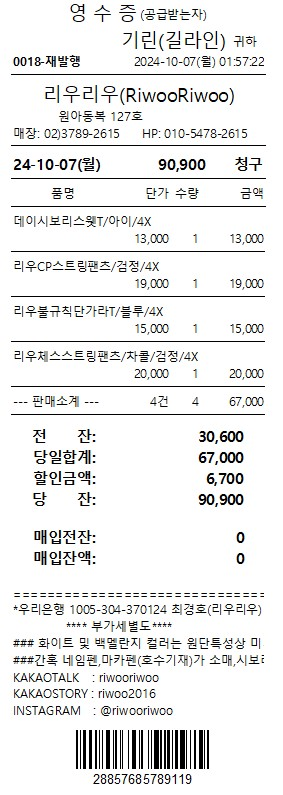 영 수 증 (공급받는자)
기린(길라인) 귀하
0018-재발행 2024-10-07(월) 01:57:22
리우리우(RiwooRiwoo)
원아동복 127호
매장: 02)3789-2615 HP: 010-5478-2615
24-10-07(월) 90,900 청구
품명 단가 수량 금액
데이시보리스웻T/아이/4X
13,000 1 13,000
리우CP스트링팬츠/검정/4X
19,000 1 19,000
리우불규칙단가라T/블루/4X
15,000 1 15,000
리우체스스트링팬츠/차콜/검정/4X
20,000 1 20,000
--- 판매소계 --- 4건 4 67,000
전 잔: 30,600
당일합계: 67,000
할인금액: 6,700
당 잔: 90,900
매입전잔: 0
매입잔액: 0
==============================
*우리은행 1005-304-370124 최경호(리우리우)
**** 부가세별도****
### 화이트 및 백멜란지 컬러는 원단특성상 미
###간혹 네임펜,마카펜(호수기재)가 소매,시보리
KAKAOTALK : riwooriwoo
KAKAOSTORY : riwoo2016
INSTAGRAM : @riwooriwoo
28857685789119